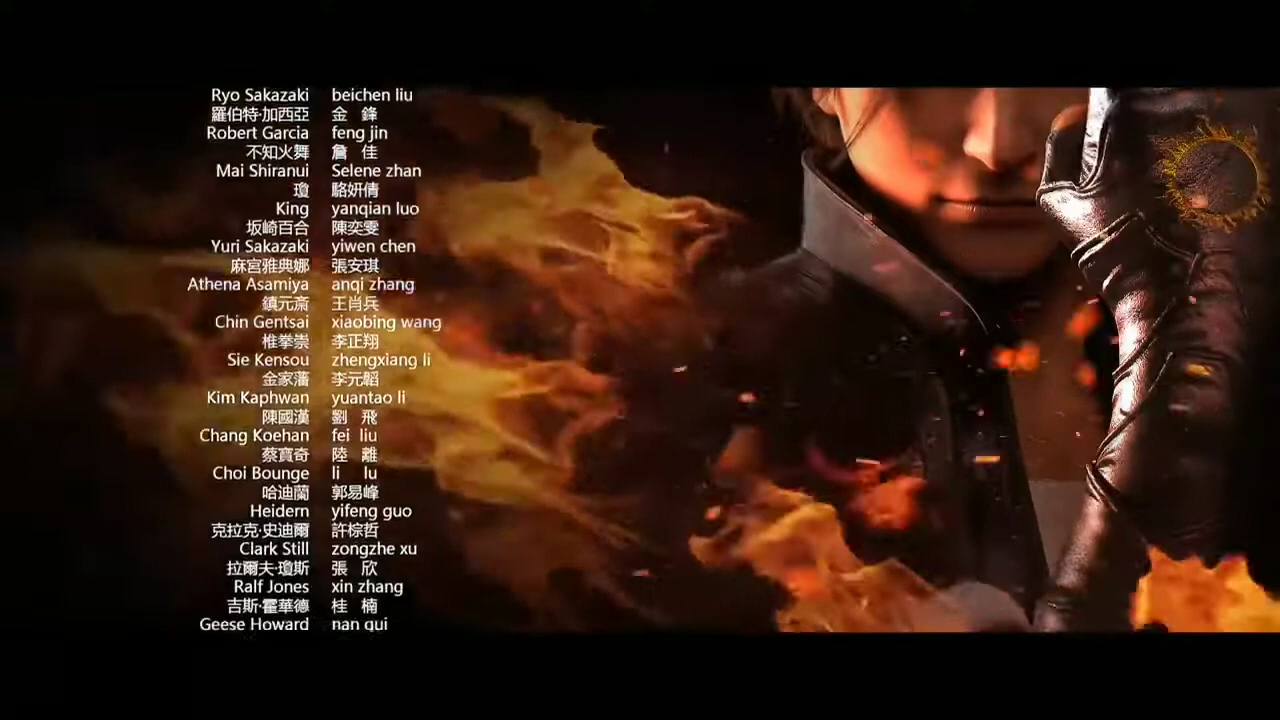 Ryo Sakazaki beichen liu
羅伯特·加西亞 金 鋒
Robert Garcia feng jin
不知火舞 詹 佳
Mai Shiranui Selene zhan
瓊 駱妍倩
King yanqian luo
坂崎百合 陳奕雯
Yuri Sakazaki yiwen chen
麻宮雅典娜 張安琪
Athena Asamiya anqi zhang
鎮元斎 王肖兵
Chin Gentsai xiaobing wang
椎拳崇 李正翔
Sie Kensou zhengxiang li
金家藩 李元韜
Kim Kaphwan yuantao li
陳國漢 劉 飛
Chang Koehan fei liu
蔡寶奇 陸 離
Choi Bounge li lu
哈迪蘭 郭易峰
Heidern yifeng guo
克拉克·史迪爾 許棕哲
Clark Still zongzhe xu
拉爾夫·瓊斯 張 欣
Ralf Jones xin zhang
吉斯·霍華德 桂 楠
Geese Howard nan gui